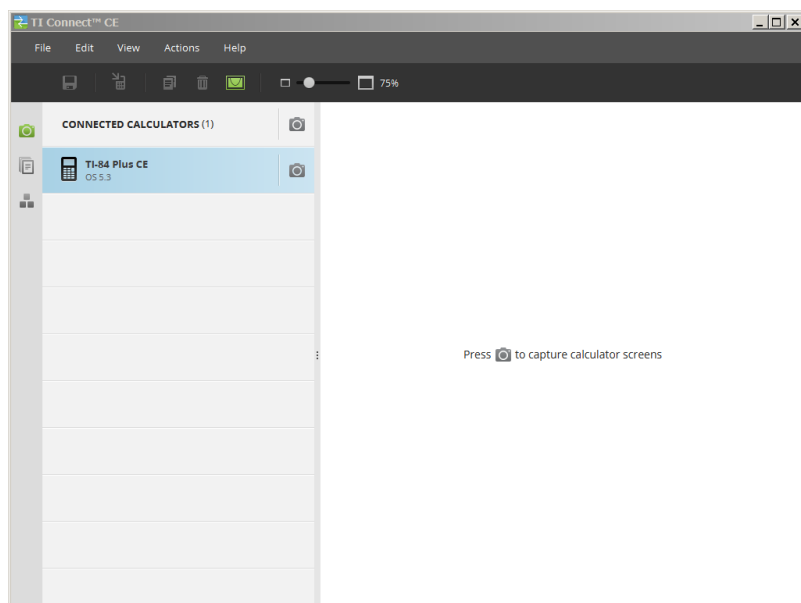 TI Connect™ CE
File Edit View Actions Help
75%
CONNECTED CALCULATORS (1)
TI-84 Plus CE
OS 5.3
Press to capture calculator screens